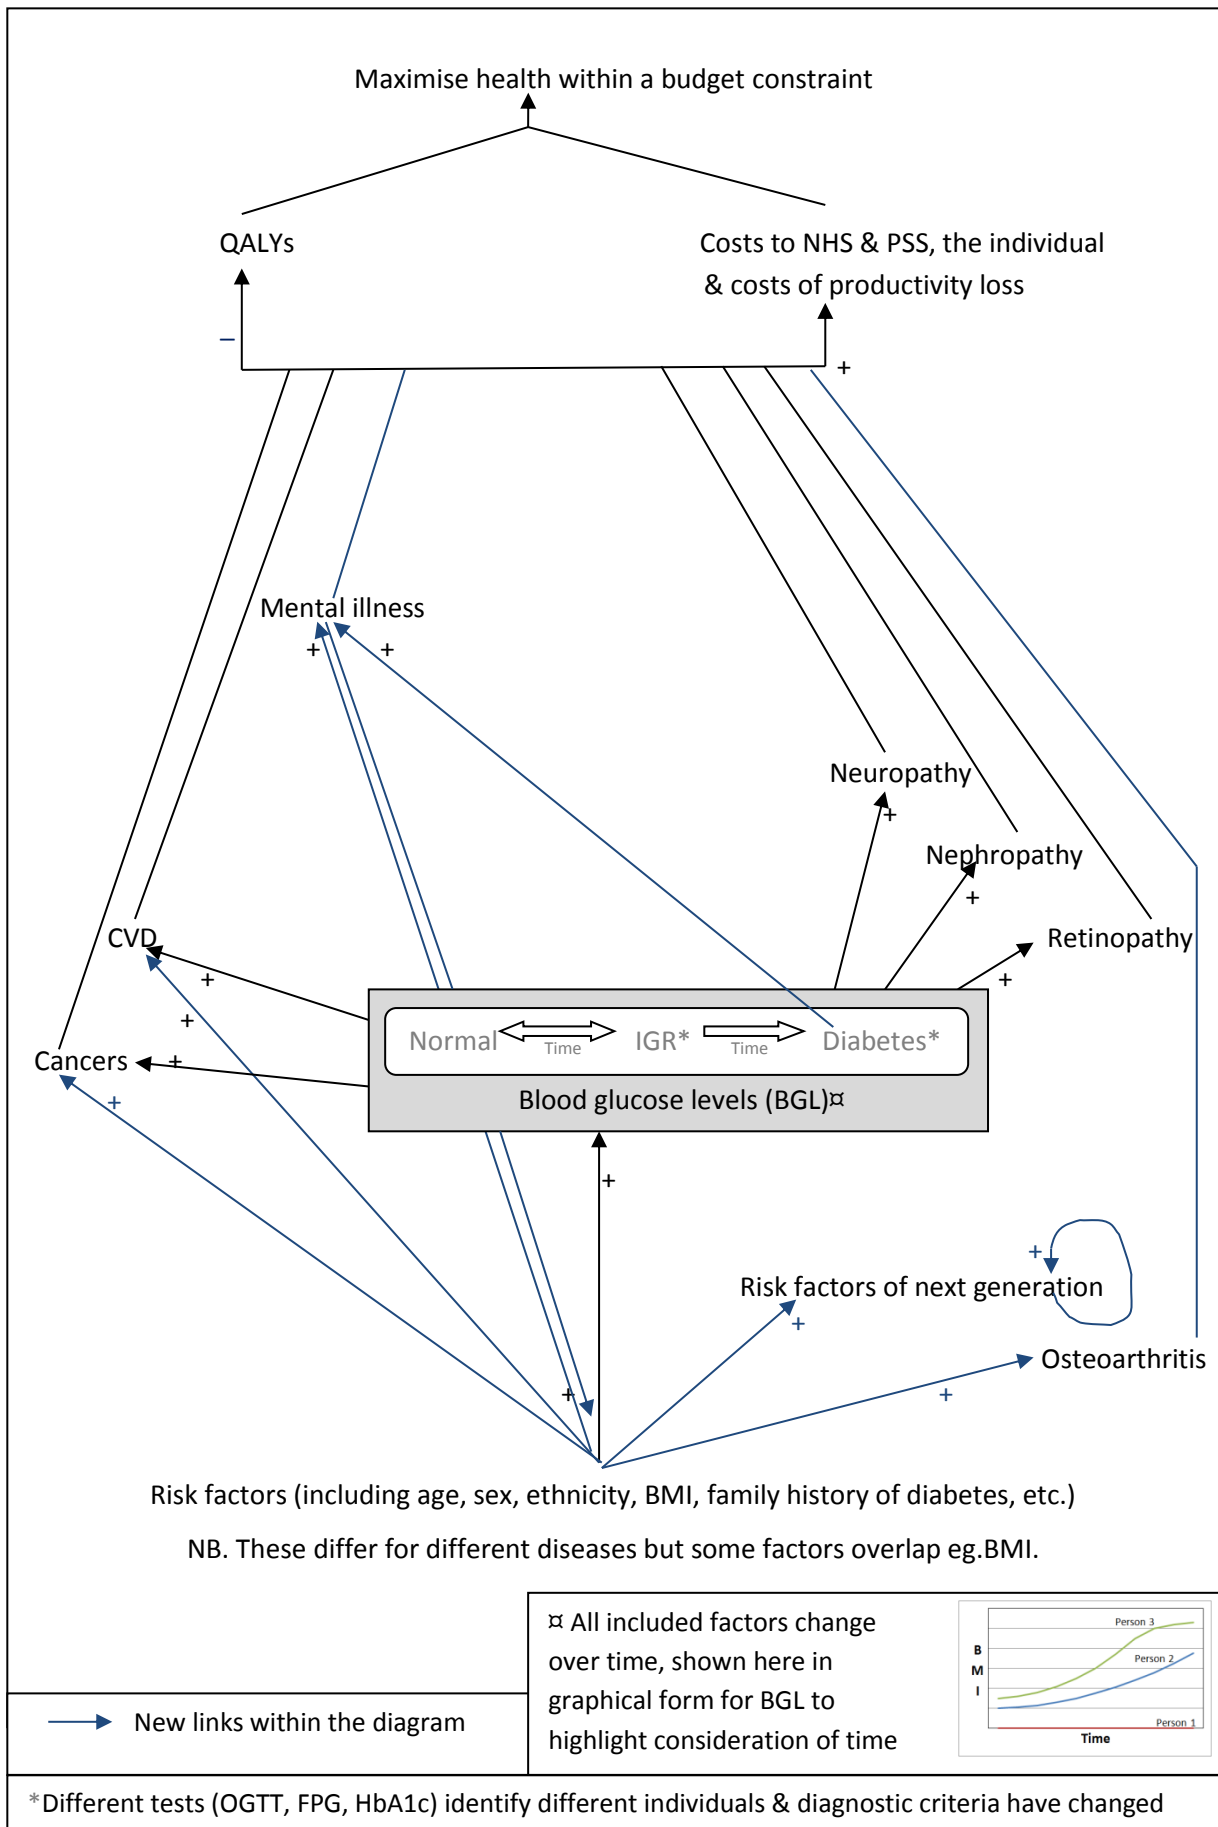 Maximise health within a budget constraint
QALYs
Costs to NHS & PSS, the individual
& costs of productivity loss
–
+
Mental illness
+
+
Neuropathy
+
Nephropathy
+
CVD
Retinopathy
+
+
+
Normal
Time
IGR*
Time
Diabetes*
Cancers
+
+
Blood glucose levels (BGL)¤
+
+
Risk factors of next generation
+
Osteoarthritis
+
+
Risk factors (including age, sex, ethnicity, BMI, family history of diabetes, etc.)
NB. These differ for different diseases but some factors overlap eg.BMI.
New links within the diagram
¤ All included factors change
over time, shown here in
graphical form for BGL to
highlight consideration of time
B
M
I
Person 3
Person 2
Person 1
Time
*Different tests (OGTT, FPG, HbA1c) identify different individuals & diagnostic criteria have changed